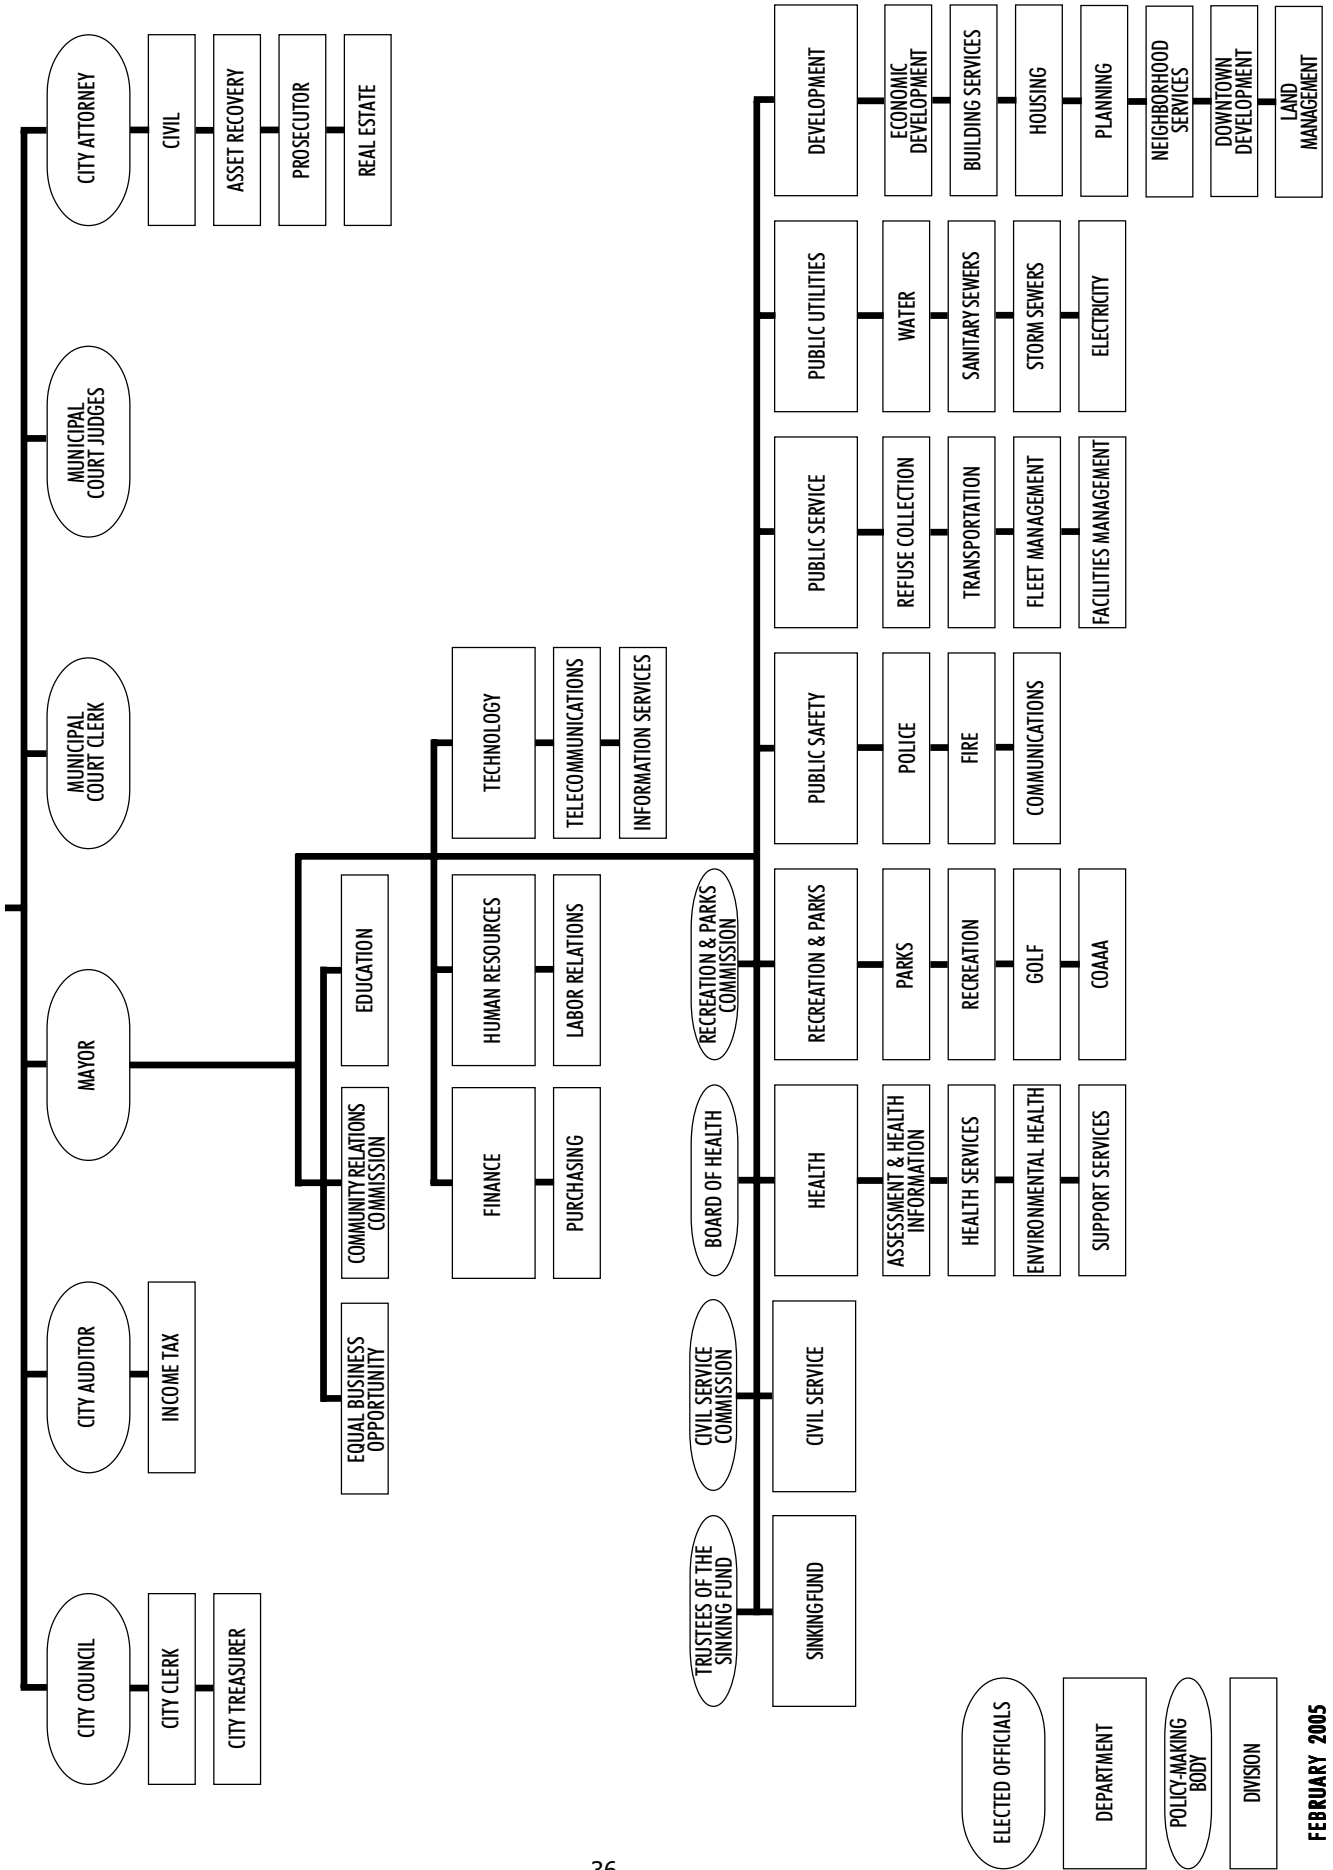 CITY COUNCIL
CITY CLERK
CITY TREASURER
CITY AUDITOR
INCOME TAX
MAYOR
MUNICIPAL
COURT CLERK
MUNICIPAL
COURT JUDGES
CITY ATTORNEY
CIVIL
ASSET RECOVERY
PROSECUTOR
REAL ESTATE
EQUAL BUSINESS
OPPORTUNITY
COMMUNITY RELATIONS
COMMISSION
EDUCATION
FINANCE
PURCHASING
HUMAN RESOURCES
LABOR RELATIONS
TECHNOLOGY
TELECOMMUNICATIONS
INFORMATION SERVICES
TRUSTEES OF THE
SINKING FUND
SINKING FUND
CIVIL SERVICE
COMMISSION
CIVIL SERVICE
BOARD OF HEALTH
HEALTH
ASSESSMENT & HEALTH
INFORMATION
HEALTH SERVICES
ENVIRONMENTAL HEALTH
SUPPORT SERVICES
RECREATION & PARKS
COMMISSION
RECREATION & PARKS
PARKS
RECREATION
GOLF
COAAA
PUBLIC SAFETY
POLICE
FIRE
COMMUNICATIONS
PUBLIC SERVICE
REFUSE COLLECTION
TRANSPORTATION
FLEET MANAGEMENT
FACILITIES MANAGEMENT
PUBLIC UTILITIES
WATER
SANITARY SEWERS
STORM SEWERS
ELECTRICITY
DEVELOPMENT
ECONOMIC
DEVELOPMENT
BUILDING SERVICES
HOUSING
PLANNING
NEIGHBORHOOD
SERVICES
DOWNTOWN
DEVELOPMENT
LAND
MANAGEMENT
ELECTED OFFICIALS
DEPARTMENT
POLICY-MAKING
BODY
DIVISION
FEBRUARY 2005
36